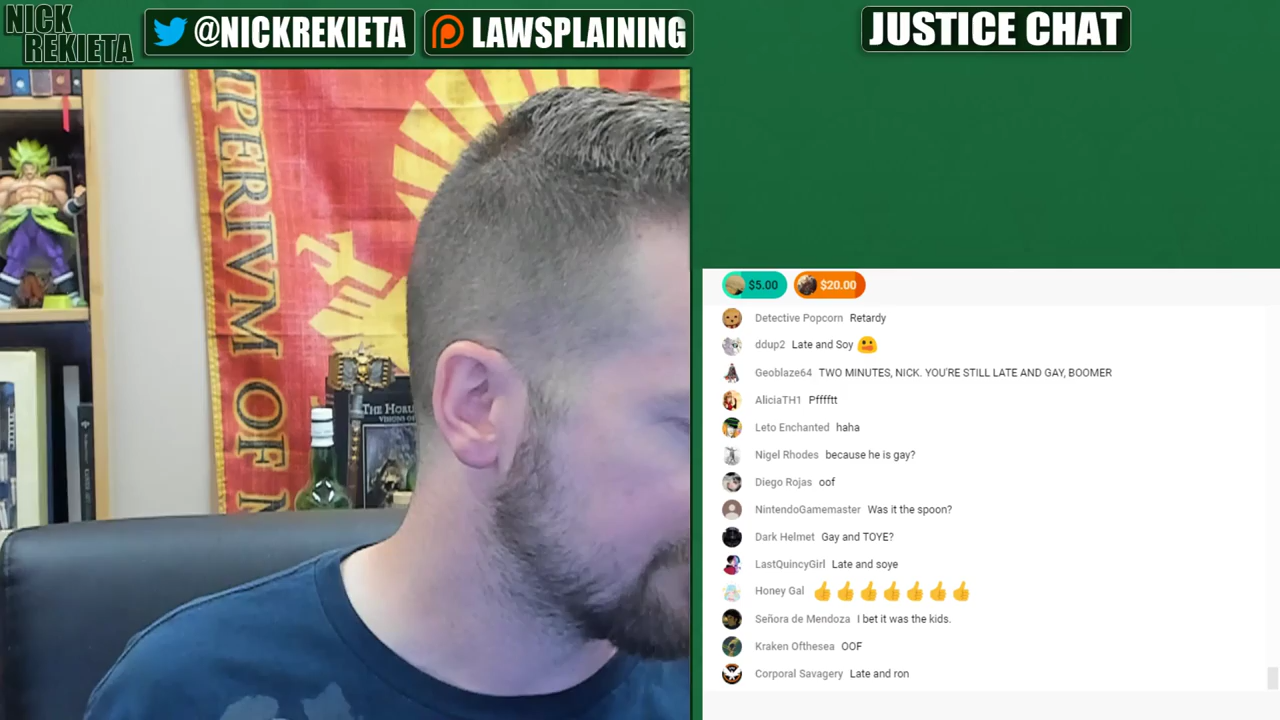 NICK
REKIETA
@NICKREKIETA
LAWSPLAINING
JUSTICE CHAT
IMPERIVM OF
THE HORU
VISIONS OF
$5.00
$20.00
Detective Popcorn Retardy
ddup2 Late and Soy
Geoblaze64 TWO MINUTES, NICK. YOU'RE STILL LATE AND GAY, BOOMER
AliciaTH1 Pfffftt
Leto Enchanted haha
Nigel Rhodes because he is gay?
Diego Rojas oof
NintendoGamemaster Was it the spoon?
Dark Helmet Gay and TOYE?
LastQuincyGirl Late and soye
Honey Gal
Señora de Mendoza I bet it was the kids.
Kraken Ofthesea OOF
Corporal Savagery Late and ron